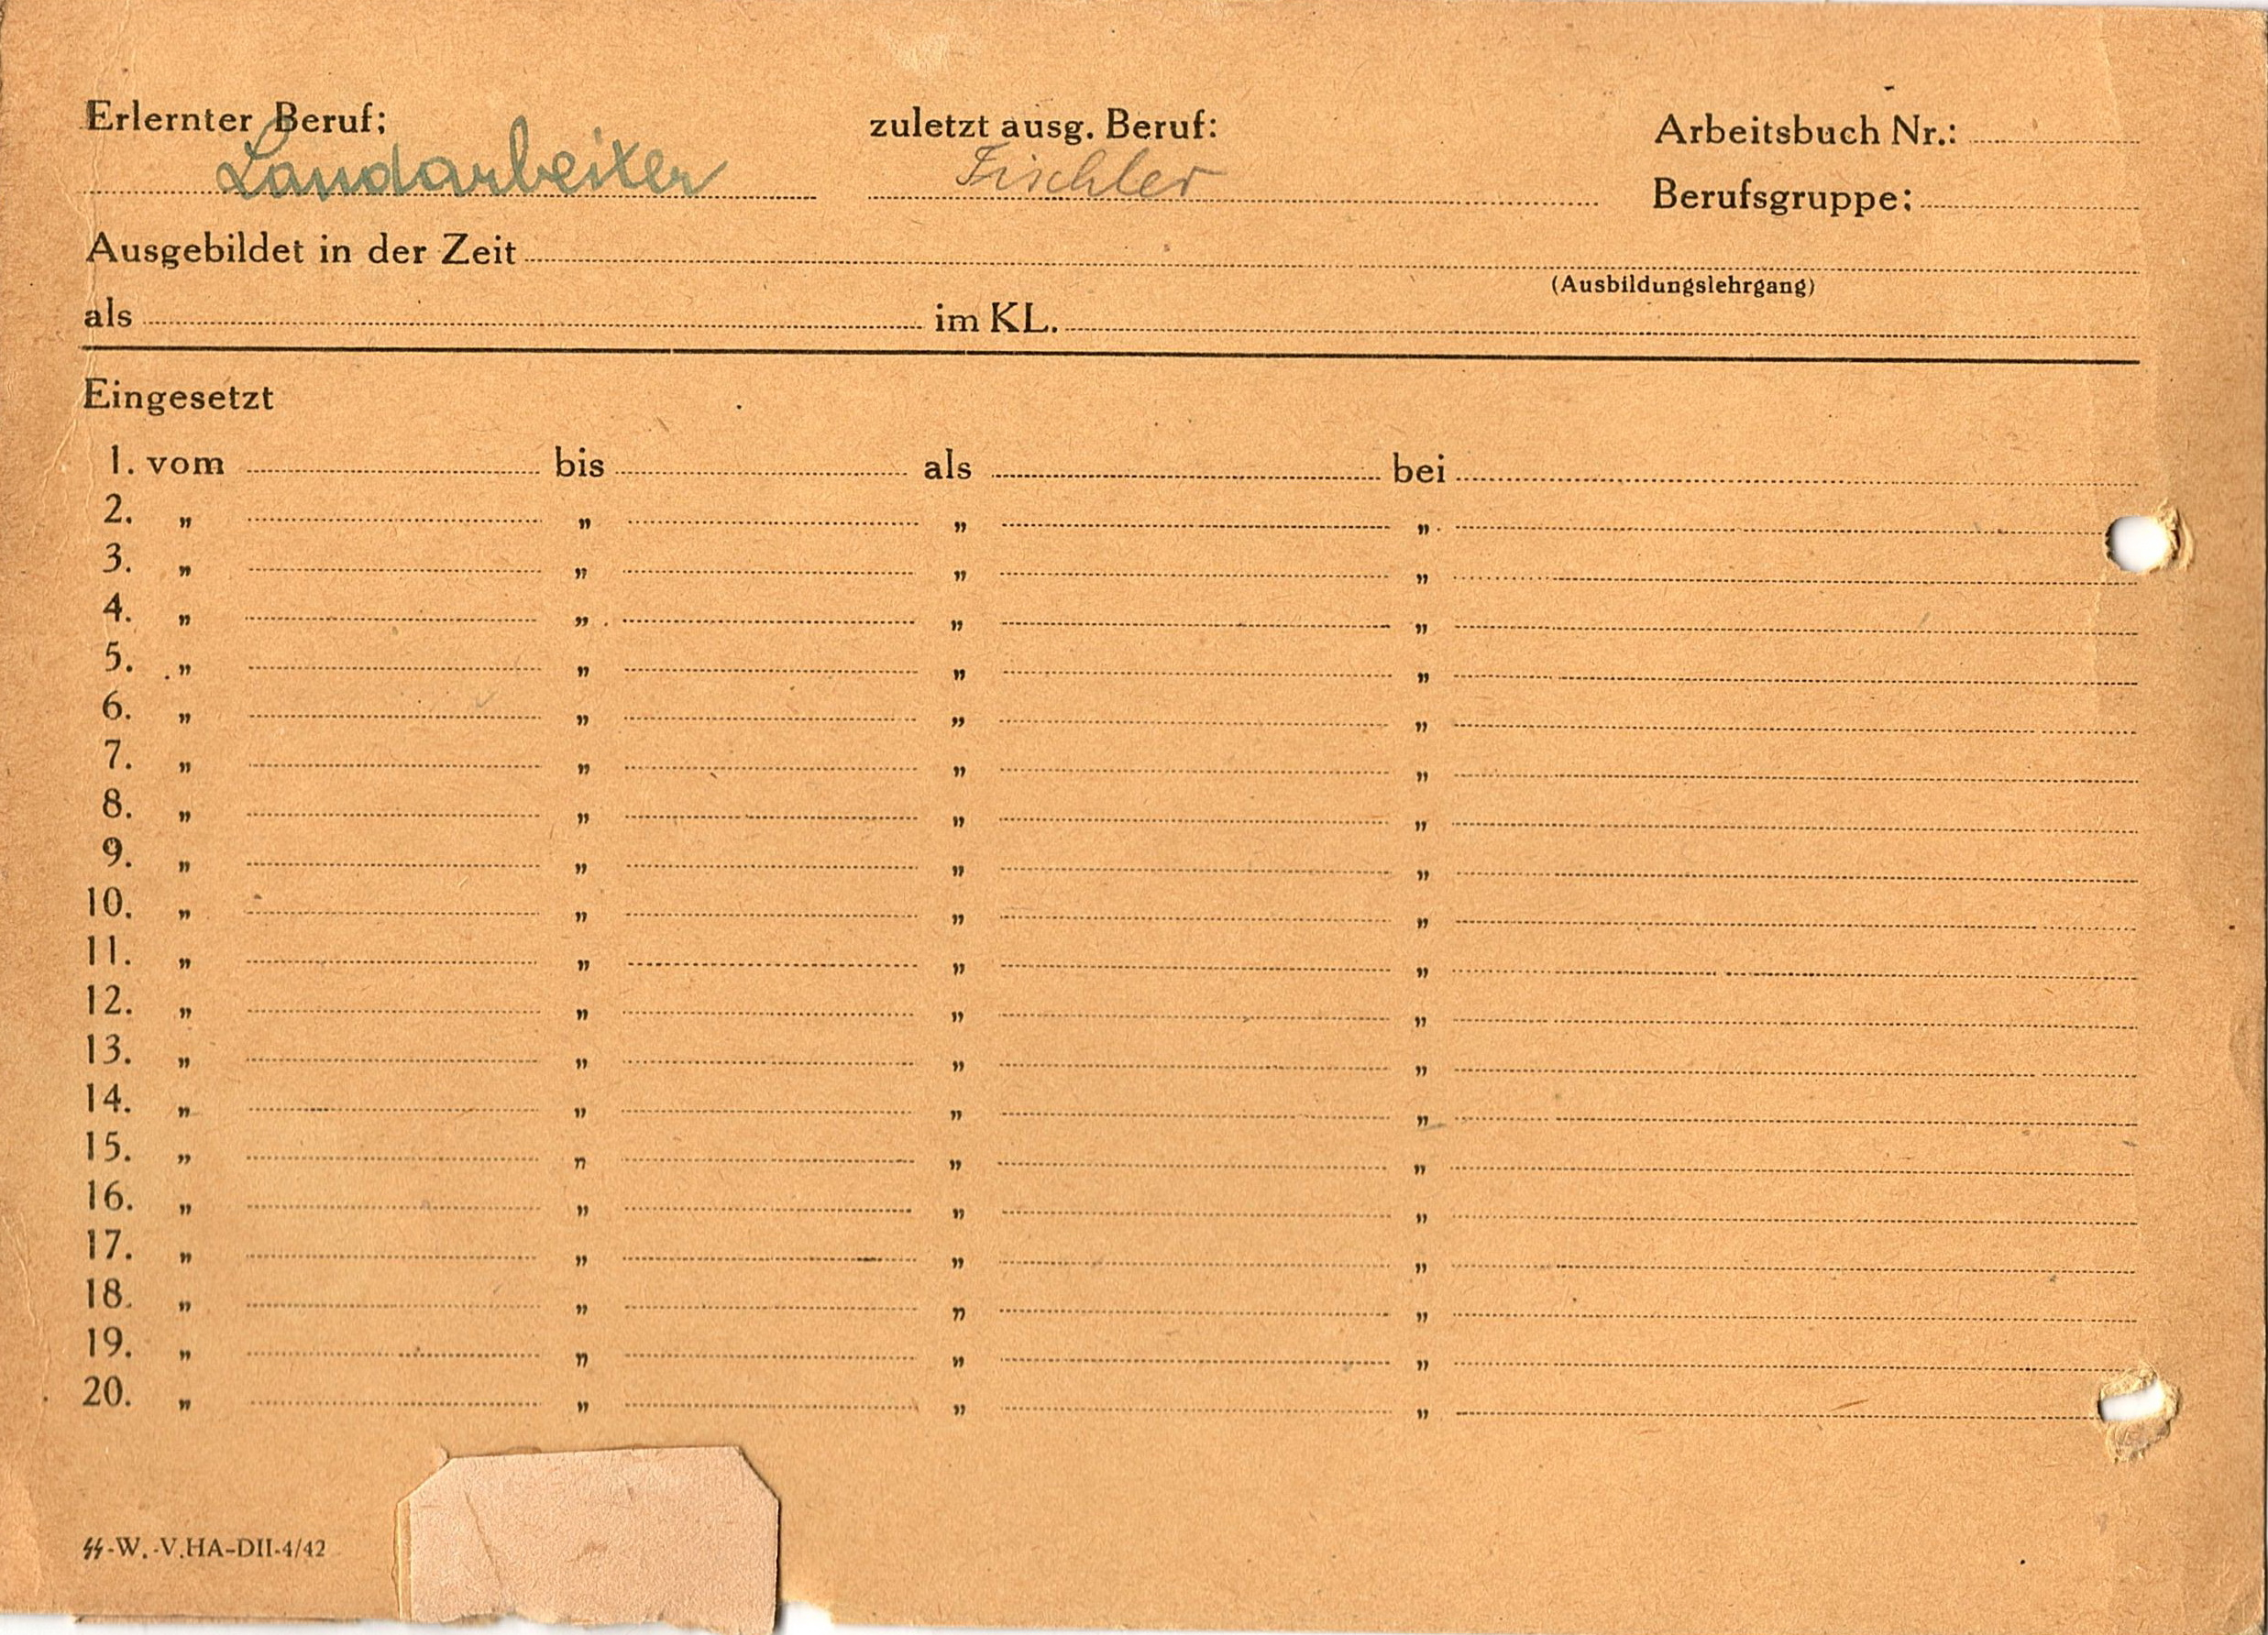 Erlernter Beruf: zuletzt ausg. Beruf: Arbeitsbuch Nr.:
Landarbeiter Tischler Berufsgruppe:
Ausgebildet in der Zeit
(Ausbildungslehrgang)
als im KL.
Eingesetzt
1. vom bis als bei
2. „ „ „ „
3. „ „ „ „
4. „ „ „ „
5. „ „ „ „
6. „ „ „ „
7. „ „ „ „
8. „ „ „ „
9. „ „ „ „
10. „ „ „ „
11. „ „ „ „
12. „ „ „ „
13. „ „ „ „
14. „ „ „ „
15. „ „ „ „
16. „ „ „ „
17. „ „ „ „
18. „ „ „ „
19. „ „ „ „
20. „ „ „ „
SS-W.-V.HA-DII-4/42